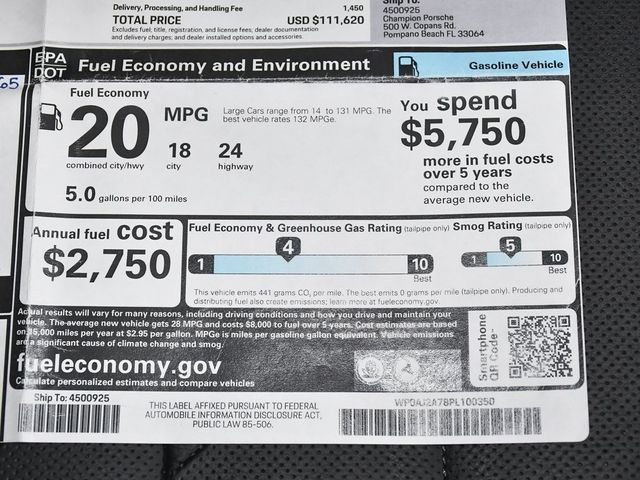 Delivery, Processing, and Handling Fee 1,450
TOTAL PRICE USD $111,620
Excludes fuel, title, registration, and license fees, dealer documentation
and delivery charges; and dealer installed options and accessories.
Ship To:
4500925
Champion Porsche
500 W. Copans Rd.
Pompano Beach FL 33064
EPA
DOT
Fuel Economy and Environment
Gasoline Vehicle
65
Fuel Economy
20
MPG
combined city/hwy
18
city
24
highway
Large Cars range from 14 to 131 MPG. The
best vehicle rates 132 MPGe.
5.0 gallons per 100 miles
You spend
$5,750
more in fuel costs
over 5 years
compared to the
average new vehicle.
Annual fuel cost
$2,750
Fuel Economy & Greenhouse Gas Rating (tailpipe only)
4
1
10
Best
Smog Rating (tailpipe only)
5
1
10
Best
This vehicle emits 441 grams CO₂ per mile. The best emits 0 grams per mile (tailpipe only). Producing and
distributing fuel also create emissions; learn more at fueleconomy.gov.
Actual results will vary for many reasons, including driving conditions and how you drive and maintain your
vehicle. The average new vehicle gets 28 MPG and costs $8,000 to fuel over 5 years. Cost estimates are based
on 15,000 miles per year at $2.95 per gallon. MPGe is miles per gasoline gallon equivalent. Vehicle emissions
are a significant cause of climate change and smog.
fueleconomy.gov
Calculate personalized estimates and compare vehicles
Smartphone
QR Code™
Ship To: 4500925
THIS LABEL AFFIXED PURSUANT TO FEDERAL
AUTOMOBILE INFORMATION DISCLOSURE ACT,
PUBLIC LAW 85-506.
WP0AJ2A78PL100350